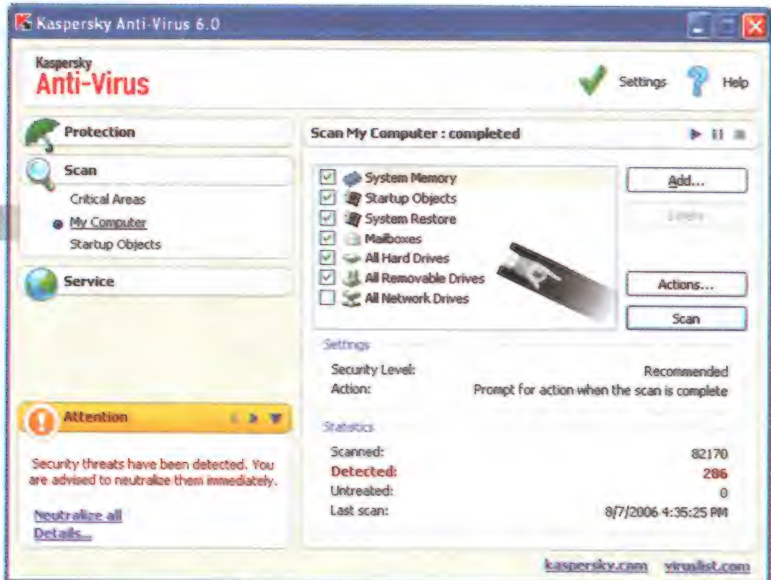 Kaspersky Anti-Virus 6.0
Kaspersky
Anti-Virus
Settings
Help
Protection
Scan
Critical Areas
My Computer
Startup Objects
Service
Attention
Security threats have been detected. You
are advised to neutralize them immediately.
Neutralize all
Details...
Scan My Computer : completed
System Memory
Startup Objects
System Restore
Mailboxes
All Hard Drives
All Removable Drives
All Network Drives
Add...
Actions...
Scan
Settings
Security Level: Recommended
Action: Prompt for action when the scan is complete
Statistics
Scanned: 82170
Detected: 286
Untreated: 0
Last scan: 8/7/2006 4:35:25 PM
kaspersky.com viruslist.com